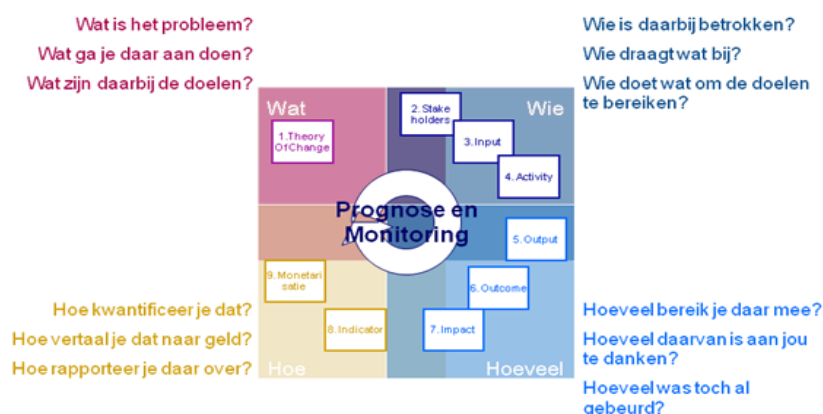 Wat is het probleem?
Wat ga je daar aan doen?
Wat zijn daarbij de doelen?
Wie is daarbij betrokken?
Wie draagt wat bij?
Wie doet wat om de doelen
te bereiken?
Wat
1.Theory
OfChange
2.Stake
holders
Wie
3.Input
4.Activity
Prognose en
Monitoring
5.Output
9.Monetari
satie
6.Outcome
8.Indicator
7.Impact
Hoe
Hoeveel
Hoe kwantificeer je dat?
Hoe vertaal je dat naar geld?
Hoe rapporteer je daar over?
Hoeveel bereik je daar mee?
Hoeveel daarvan is aan jou
te danken?
Hoeveel was toch al
gebeurd?